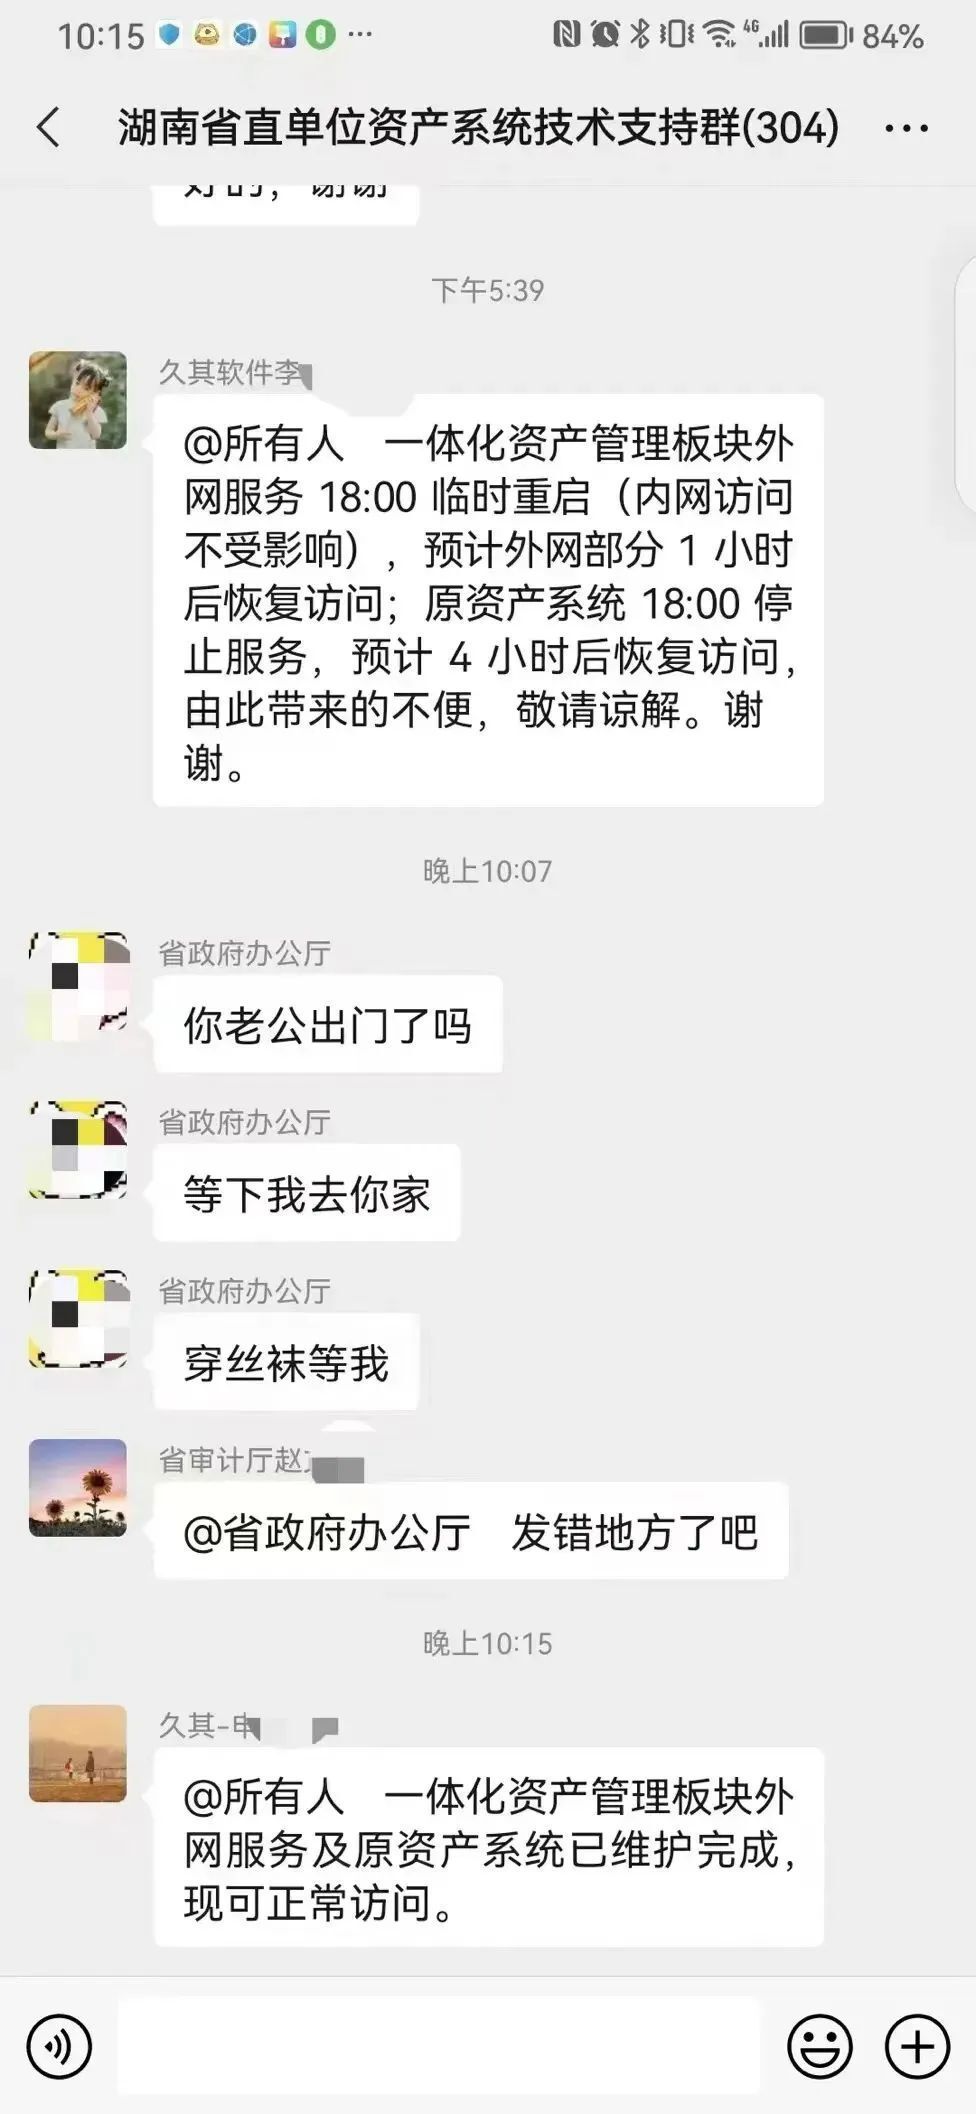 10:15
4G
84%
湖南省直单位资产系统技术支持群(304)
好的，谢谢
下午5:39
久其软件李
@所有人 一体化资产管理板块外
网服务 18:00 临时重启（内网访问
不受影响），预计外网部分 1 小时
后恢复访问；原资产系统 18:00 停
止服务，预计 4 小时后恢复访问，
由此带来的不便，敬请谅解。谢
谢。
晚上10:07
省政府办公厅
你老公出门了吗
省政府办公厅
等下我去你家
省政府办公厅
穿丝袜等我
省审计厅赵
@省政府办公厅 发错地方了吧
晚上10:15
久其-申
@所有人 一体化资产管理板块外
网服务及原资产系统已维护完成，
现可正常访问。